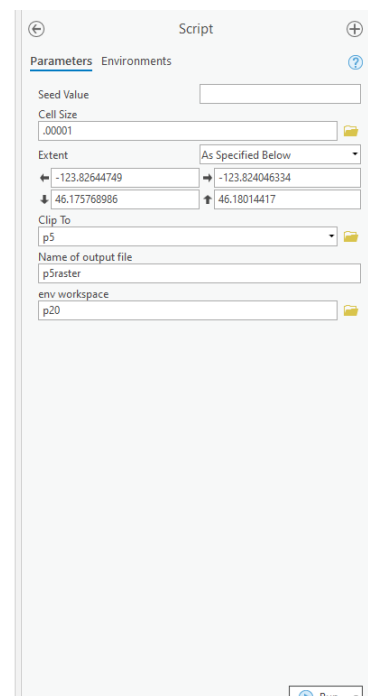 Script
Parameters Environments
Seed Value
Cell Size
.00001
Extent As Specified Below
-123.82644749 -123.824046334
46.175768986 46.18014417
Clip To
p5
Name of output file
p5raster
env workspace
p20
Run